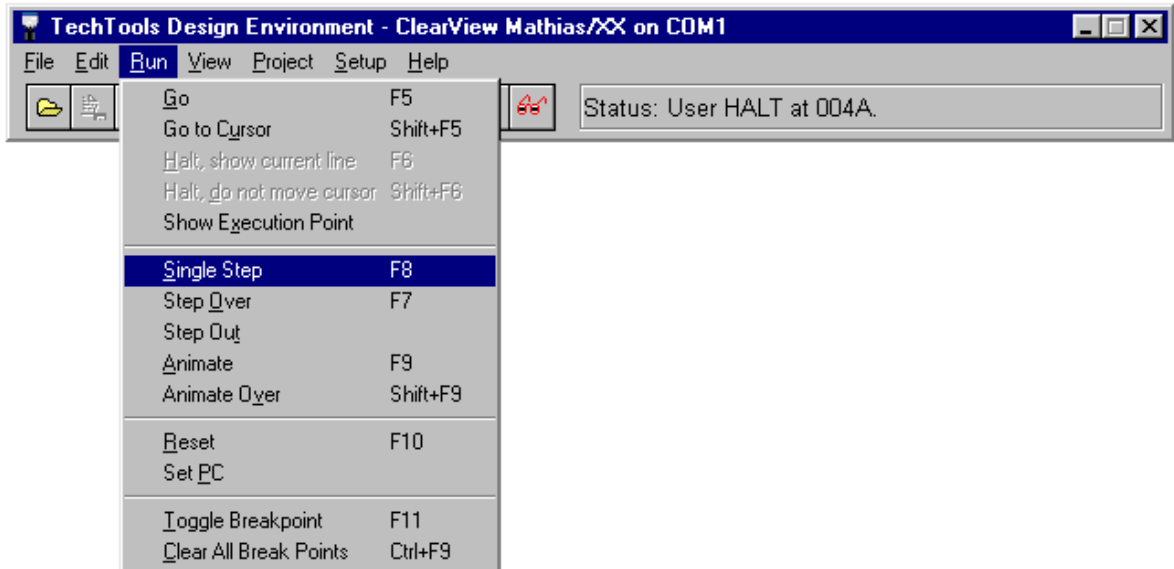 TechTools Design Environment - ClearView Mathias/XX on COM1
File Edit Run View Project Setup Help
Status: User HALT at 004A.
Go F5
Go to Cursor Shift+F5
Halt, show current line F6
Halt, do not move cursor Shift+F6
Show Execution Point
Single Step F8
Step Over F7
Step Out
Animate F9
Animate Over Shift+F9
Reset F10
Set PC
Toggle Breakpoint F11
Clear All Break Points Ctrl+F9